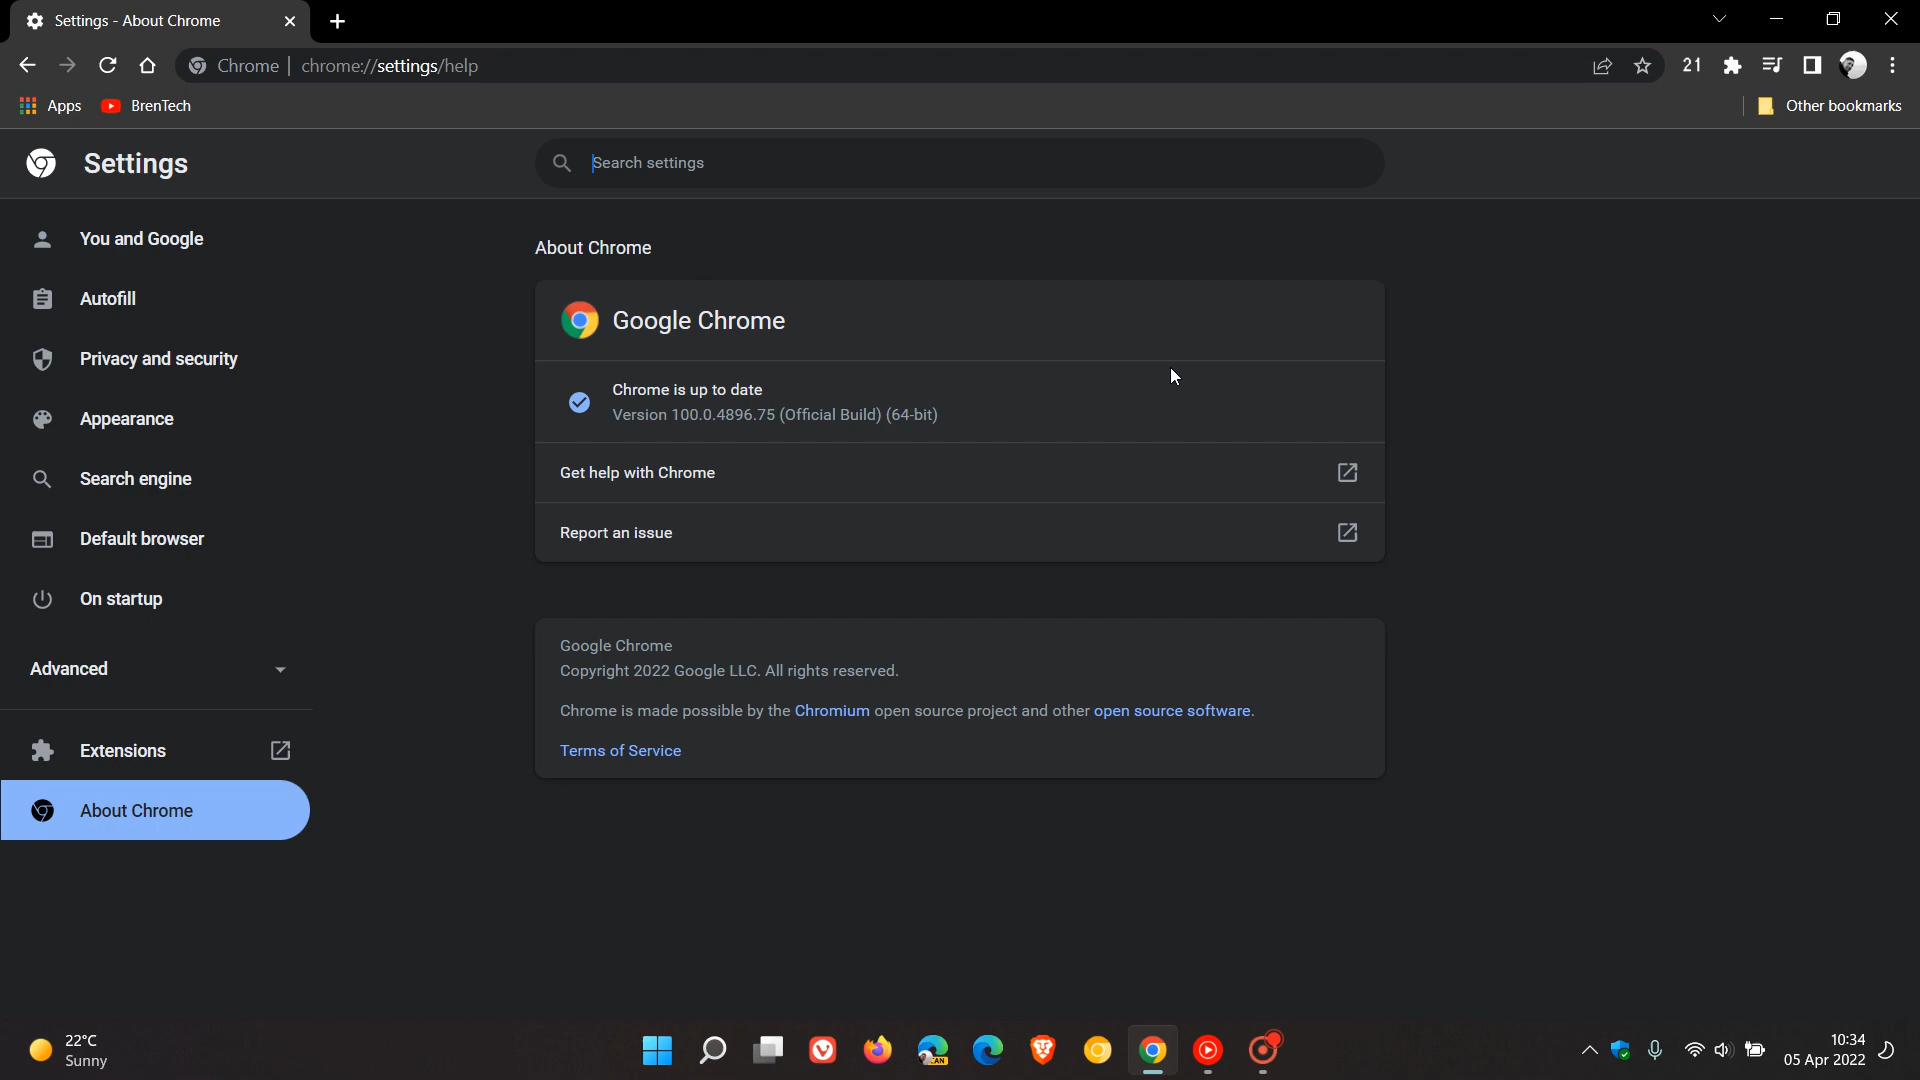 Settings - About Chrome
Chrome | chrome://settings/help
21
Apps
BrenTech
Other bookmarks
Settings
Search settings
You and Google
Autofill
Privacy and security
Appearance
Search engine
Default browser
On startup
Advanced
Extensions
About Chrome
About Chrome
Google Chrome
Chrome is up to date
Version 100.0.4896.75 (Official Build) (64-bit)
Get help with Chrome
Report an issue
Google Chrome
Copyright 2022 Google LLC. All rights reserved.
Chrome is made possible by the Chromium open source project and other open source software.
Terms of Service
22°C
Sunny
CAN
10:34
05 Apr 2022